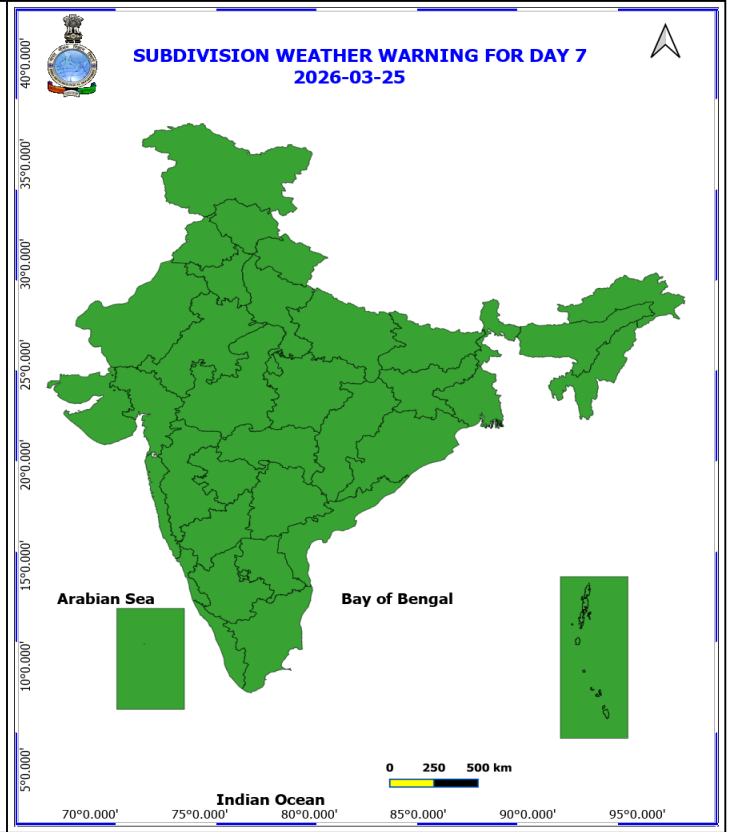 SUBDIVISION WEATHER WARNING FOR DAY 7
2026-03-25
40°0.000'
35°0.000'
30°0.000'
25°0.000'
20°0.000'
15°0.000'
10°0.000'
5°0.000'
Arabian Sea
Bay of Bengal
0 250 500 km
Indian Ocean
70°0.000' 75°0.000' 80°0.000' 85°0.000' 90°0.000' 95°0.000'